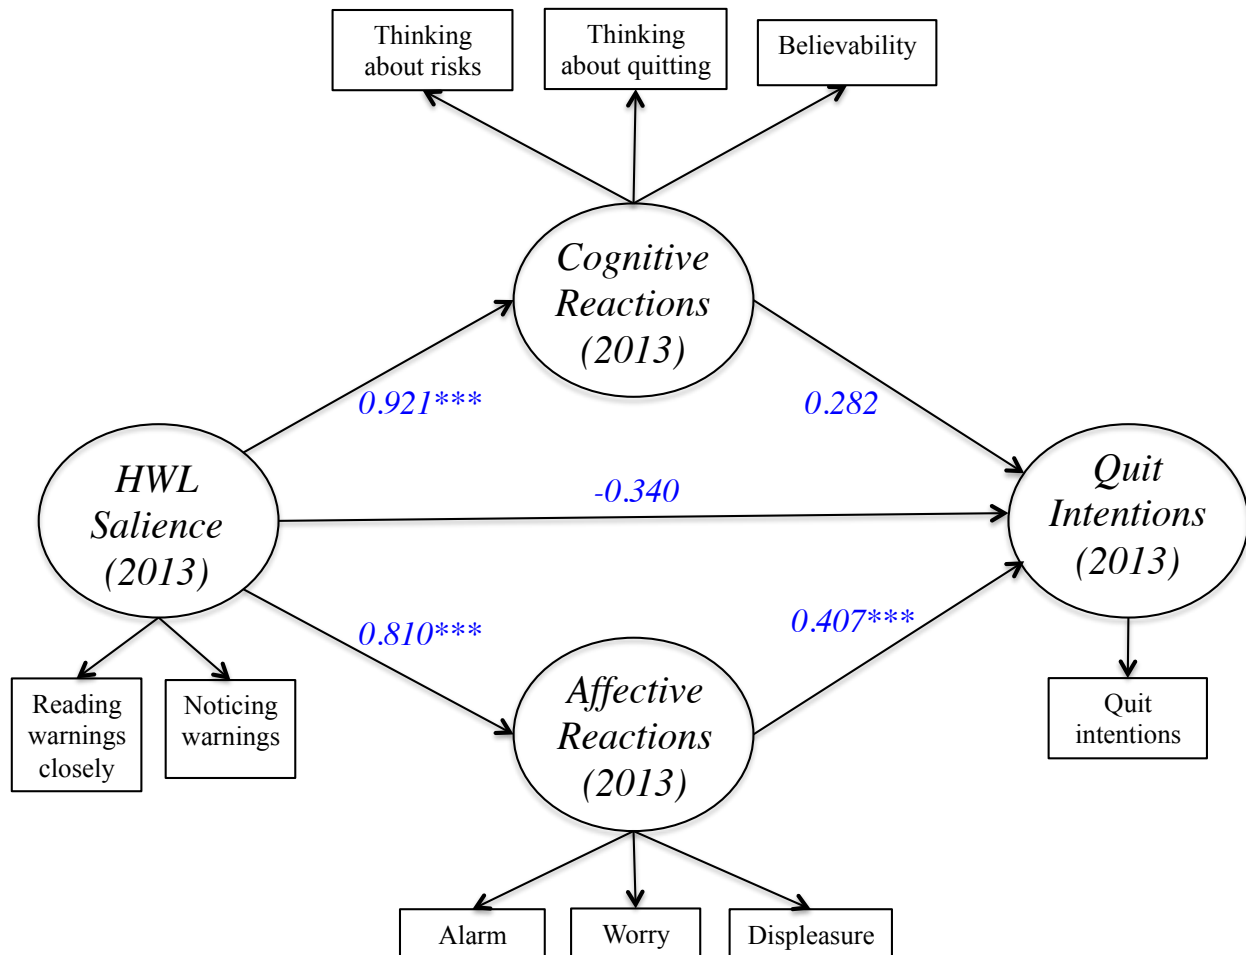 Thinking
about risks
Thinking
about quitting
Believability
Cognitive
Reactions
(2013)
0.921***
0.282
HWL
Salience
(2013)
-0.340
Quit
Intentions
(2013)
0.810***
0.407***
Reading
warnings
closely
Noticing
warnings
Affective
Reactions
(2013)
Quit
intentions
Alarm
Worry
Displeasure